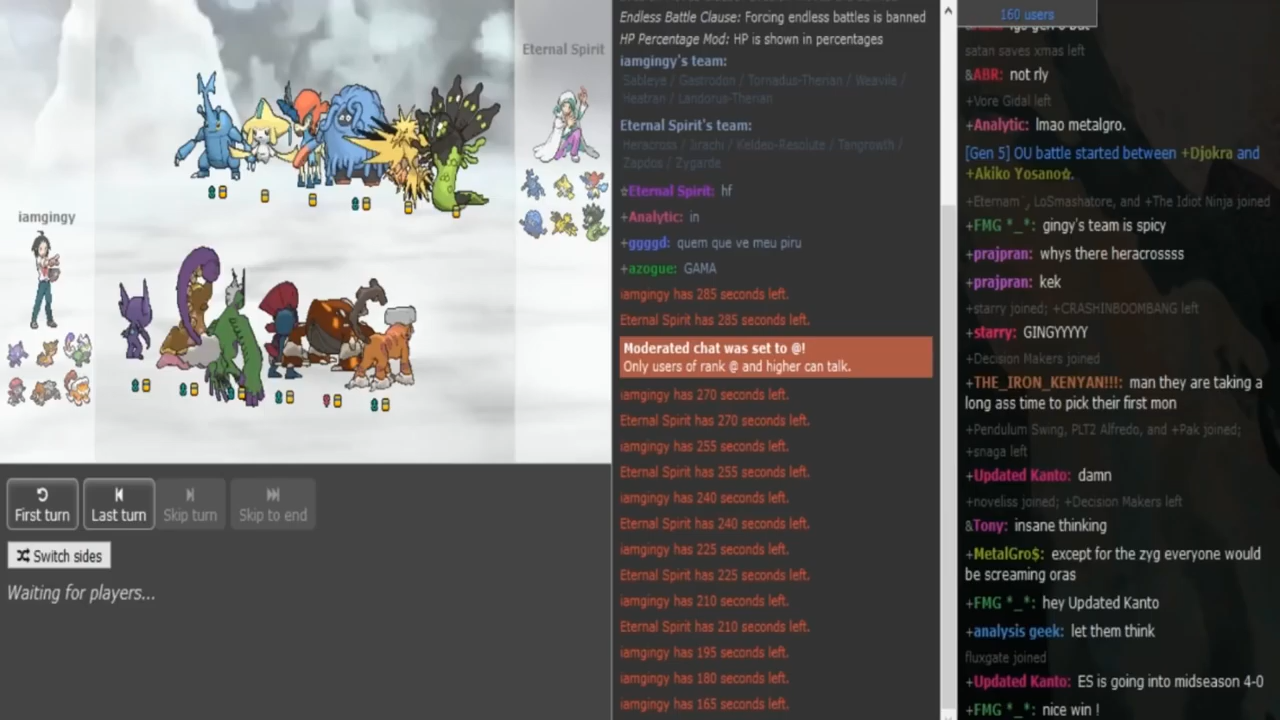 iamgingy
Eternal Spirit
First turn
Last turn
Skip turn
Skip to end
Switch sides
Waiting for players...
Endless Battle Clause: Forcing endless battles is banned
HP Percentage Mod: HP is shown in percentages
iamgingy's team:
Sableye / Gastrodon / Tornadus-Therian / Weavile /
Heatran / Landorus-Therian
Eternal Spirit's team:
Heracross / Jirachi / Keldeo-Resolute / Tangrowth /
Zapdos / Zygarde
☆Eternal Spirit: hf
+Analytic: in
+ggggd: quem que ve meu piru
+azogue: GAMA
iamgingy has 285 seconds left.
Eternal Spirit has 285 seconds left.
Moderated chat was set to @!
Only users of rank @ and higher can talk.
iamgingy has 270 seconds left.
Eternal Spirit has 270 seconds left.
iamgingy has 255 seconds left.
Eternal Spirit has 255 seconds left.
iamgingy has 240 seconds left.
Eternal Spirit has 240 seconds left.
iamgingy has 225 seconds left.
Eternal Spirit has 225 seconds left.
iamgingy has 210 seconds left.
Eternal Spirit has 210 seconds left.
iamgingy has 195 seconds left.
iamgingy has 180 seconds left.
iamgingy has 165 seconds left.
160 users
satan saves xmas left
&ABR: not rly
+Vore Gidal left
+Analytic: lmao metalgro.
[Gen 5] OU battle started between +Djokra and
+Akiko Yosano☆.
+Eternam´, LoSmashatore, and +The Idiot Ninja joined
+FMG *_*: gingy's team is spicy
+prajpran: whys there heracrossss
+prajpran: kek
+starry joined; +CRASHINBOOMBANG left
+starry: GINGYYYY
+Decision Makers joined
+THE_IRON_KENYAN!!!: man they are taking a
long ass time to pick their first mon
+Pendulum Swing, PLT2 Alfredo, and +Pak joined;
+snaga left
+Updated Kanto: damn
+noveliss joined; +Decision Makers left
&Tony: insane thinking
+MetalGro$: except for the zyg everyone would
be screaming oras
+FMG *_*: hey Updated Kanto
+analysis geek: let them think
fluxgate joined
+Updated Kanto: ES is going into midseason 4-0
+FMG *_*: nice win !